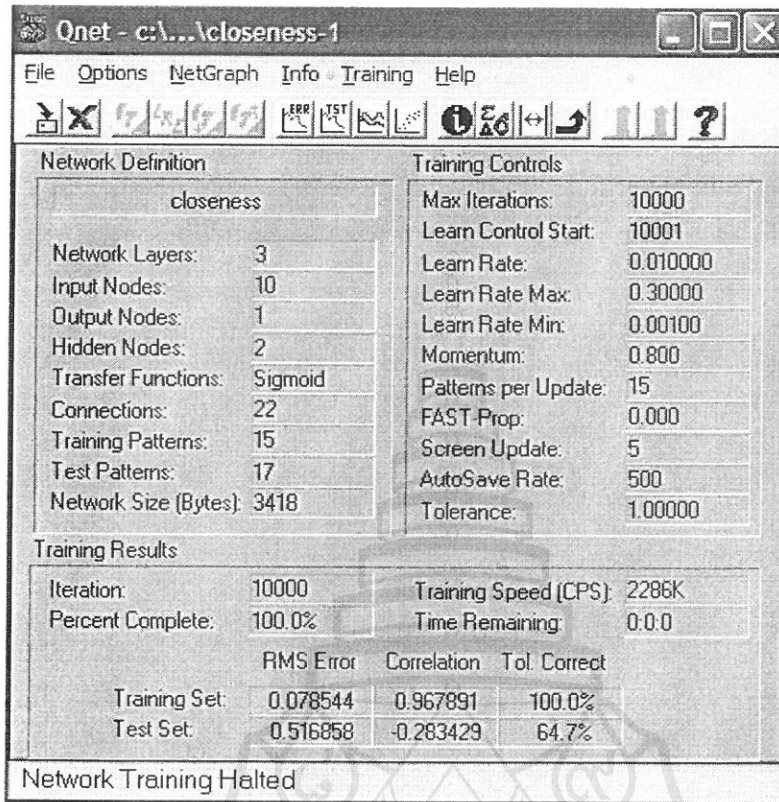 Qnet - c:\...\closeness-1
File Options NetGraph Info Training Help
ERR TST
Network Definition
closeness
Network Layers: 3
Input Nodes: 10
Output Nodes: 1
Hidden Nodes: 2
Transfer Functions: Sigmoid
Connections: 22
Training Patterns: 15
Test Patterns: 17
Network Size (Bytes): 3418
Training Controls
Max Iterations: 10000
Learn Control Start: 10001
Learn Rate: 0.010000
Learn Rate Max: 0.30000
Learn Rate Min: 0.00100
Momentum: 0.800
Patterns per Update: 15
FAST-Prop: 0.000
Screen Update: 5
AutoSave Rate: 500
Tolerance: 1.00000
Training Results
Iteration: 10000
Percent Complete: 100.0%
Training Speed (CPS): 2286K
Time Remaining: 0:0:0
RMS Error Correlation Tol. Correct
Training Set: 0.078544 0.967891 100.0%
Test Set: 0.516858 -0.283429 64.7%
Network Training Halted